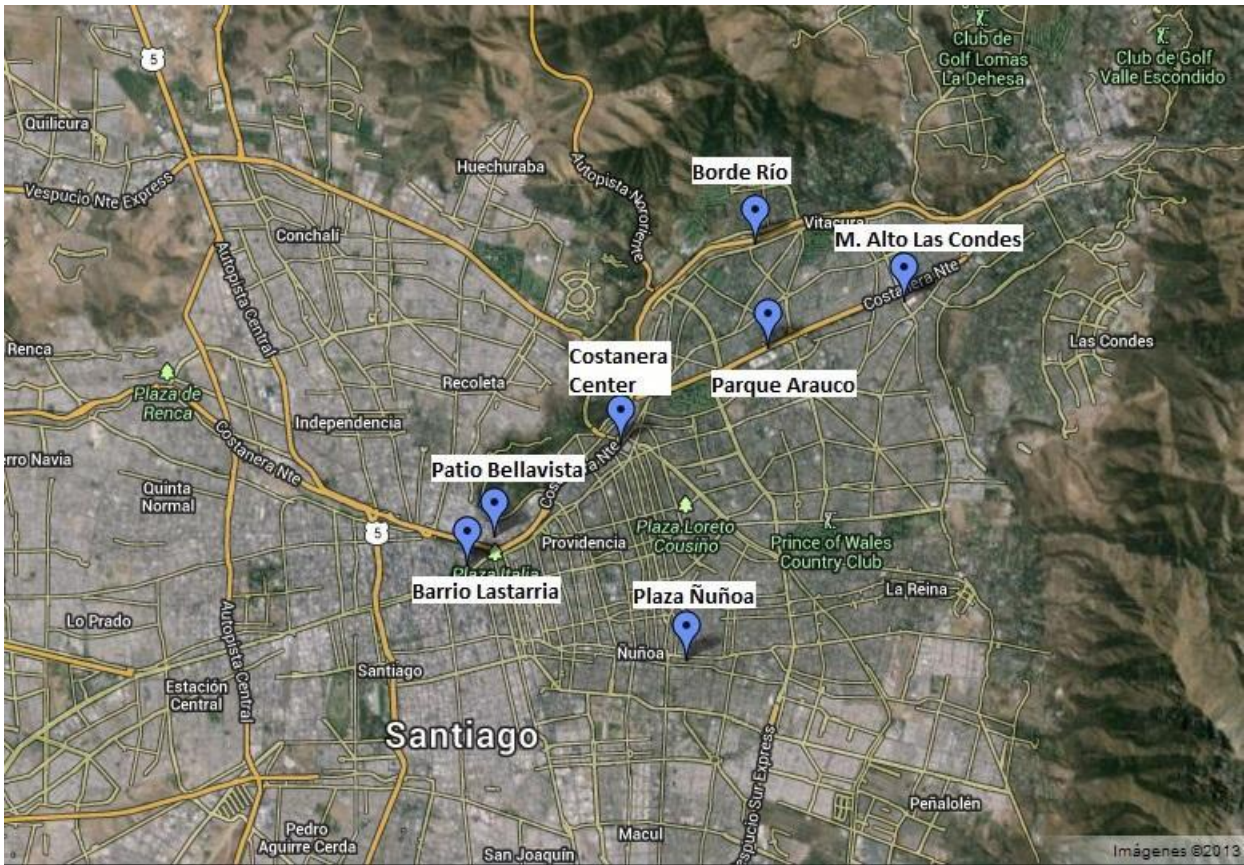 Club de
Golf Lomas
La Dehesa
Club de Golf
Valle Escondido
5
Quilicura
Huechuraba
Autopista Nororiente
Borde Río
Vespucio Nte Express
Vitacura
Conchalí
M. Alto Las Condes
Costanera Nte
Autopista Central
Renca
Las Condes
Costanera
Center
Plaza de
Renca
Recoleta
Parque Arauco
Independencia
Costanera Nte
erro Navia
Costanera Nte
Patio Bellavista
Quinta
Normal
5
Plaza Loreto
Cousiño
Providencia
Prince of Wales
Country Club
Plaza Italia
Barrio Lastarria
Plaza Ñuñoa
La Reina
Lo Prado
Autopista Central
Ñuñoa
Santiago
Estación
Central
Santiago
Vespucio Sur Express
Peñalolén
Pedro
Aguirre Cerda
Macul
San Joaquín
Imágenes ©2013